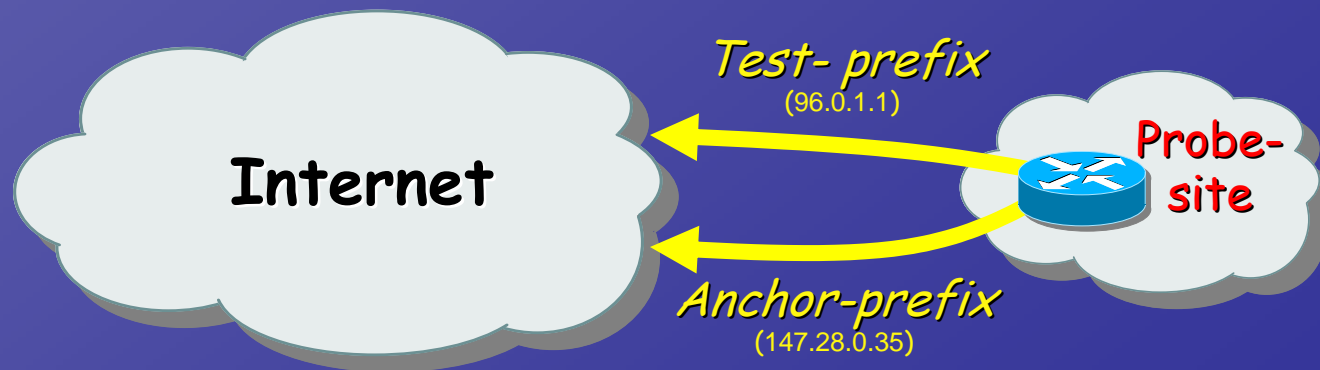 Test- prefix
(96.0.1.1)
Probe-
site
Internet
Anchor-prefix
(147.28.0.35)